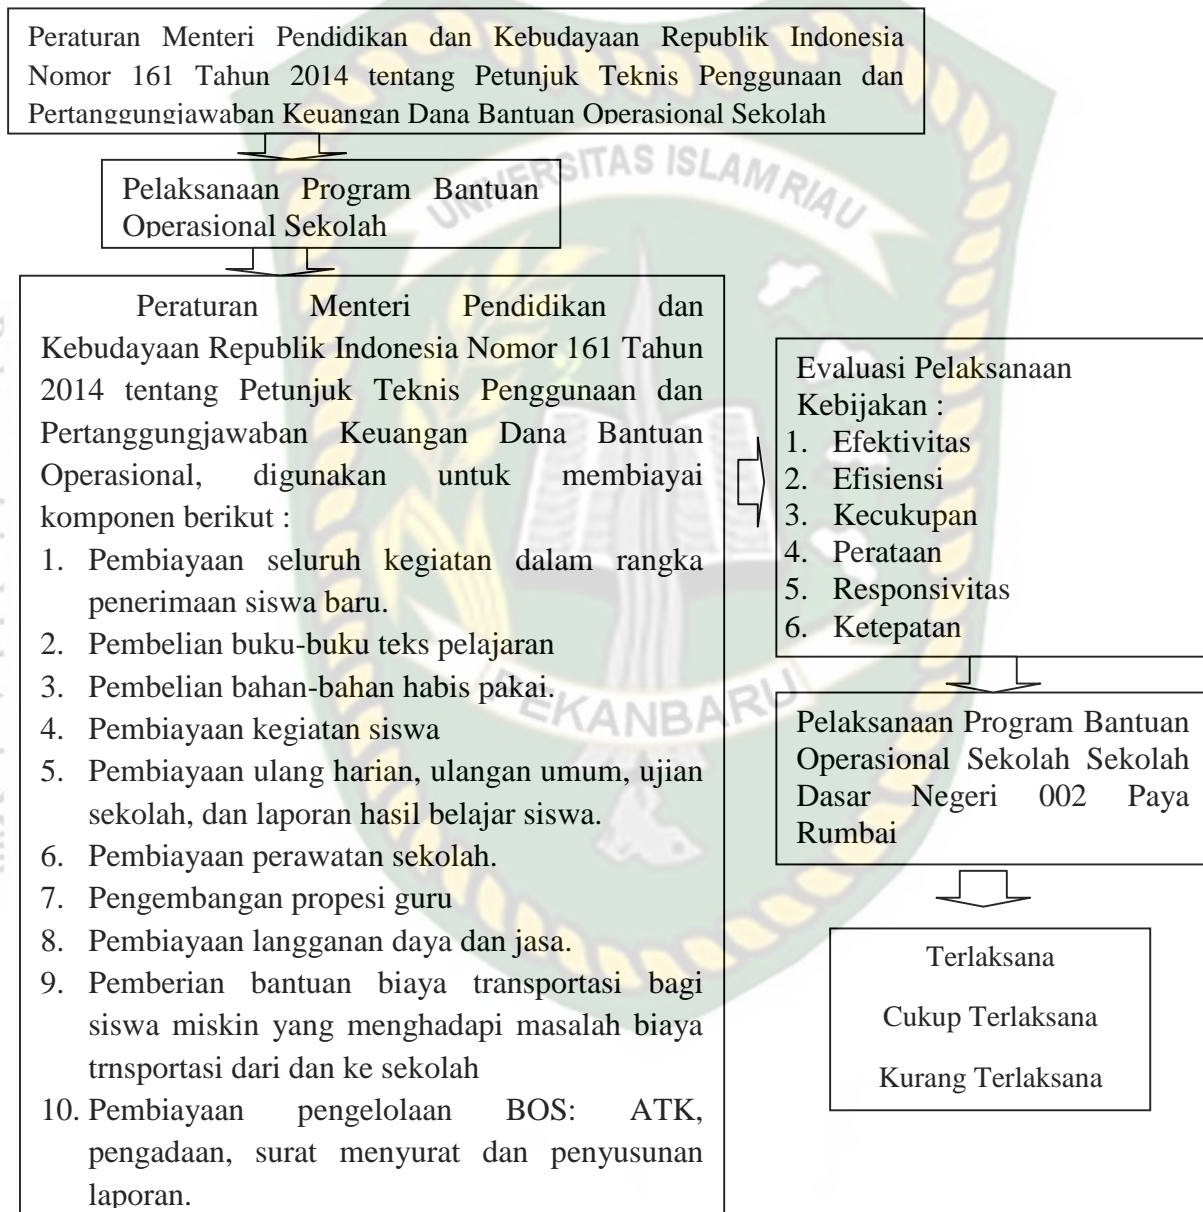 Peraturan Menteri Pendidikan dan Kebudayaan Republik Indonesia
Nomor 161 Tahun 2014 tentang Petunjuk Teknis Penggunaan dan
Pertanggungjawaban Keuangan Dana Bantuan Operasional Sekolah
Pelaksanaan Program Bantuan
Operasional Sekolah
Peraturan Menteri Pendidikan dan
Kebudayaan Republik Indonesia Nomor 161 Tahun
2014 tentang Petunjuk Teknis Penggunaan dan
Pertanggungjawaban Keuangan Dana Bantuan
Operasional, digunakan untuk membiayai
komponen berikut :
1. Pembiayaan seluruh kegiatan dalam rangka
penerimaan siswa baru.
2. Pembelian buku-buku teks pelajaran
3. Pembelian bahan-bahan habis pakai.
4. Pembiayaan kegiatan siswa
5. Pembiayaan ulang harian, ulangan umum, ujian
sekolah, dan laporan hasil belajar siswa.
6. Pembiayaan perawatan sekolah.
7. Pengembangan propesi guru
8. Pembiayaan langganan daya dan jasa.
9. Pemberian bantuan biaya transportasi bagi
siswa miskin yang menghadapi masalah biaya
trnsportasi dari dan ke sekolah
10. Pembiayaan pengelolaan BOS: ATK,
pengadaan, surat menyurat dan penyusunan
laporan.
Evaluasi Pelaksanaan
Kebijakan :
1. Efektivitas
2. Efisiensi
3. Kecukupan
4. Perataan
5. Responsivitas
6. Ketepatan
Pelaksanaan Program Bantuan
Operasional Sekolah Sekolah
Dasar Negeri 002 Paya
Rumbai
Terlaksana
Cukup Terlaksana
Kurang Terlaksana
UNIVERSITAS ISLAM RIAU
PEKANBARU